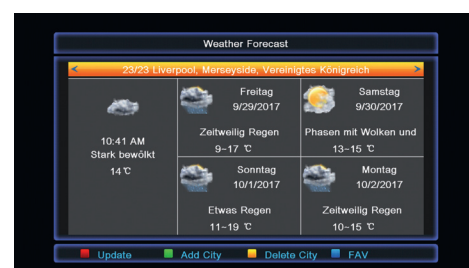 Weather Forecast
23/23 Liverpool, Merseyside, Vereinigtes Königreich
10:41 AM
Stark bewölkt
14℃
Freitag
9/29/2017
Zeitweilig Regen
9~17 ℃
Samstag
9/30/2017
Phasen mit Wolken und
13~15 ℃
Sonntag
10/1/2017
Etwas Regen
11~19 ℃
Montag
10/2/2017
Zeitweilig Regen
10~15 ℃
Update Add City Delete City FAV